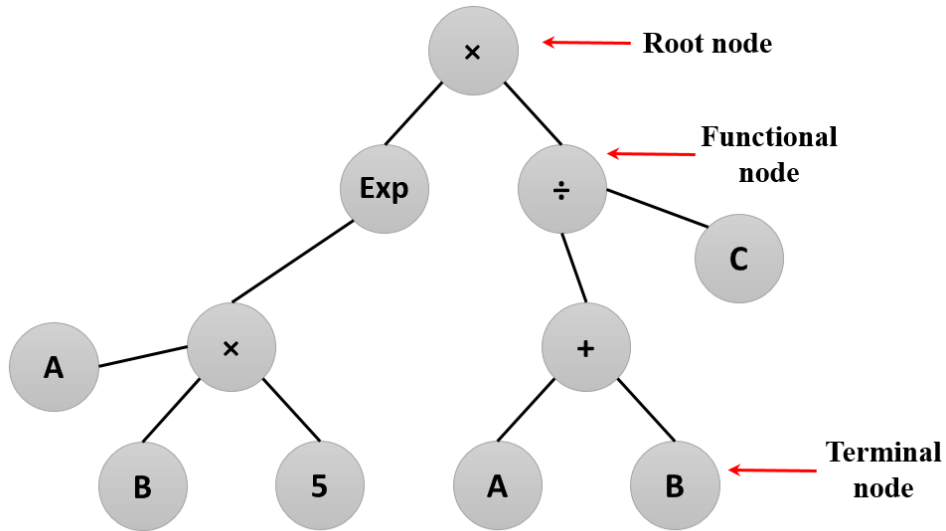 ×
Root node
Functional
node
Exp
÷
C
A
×
+
B
5
A
B
Terminal
node